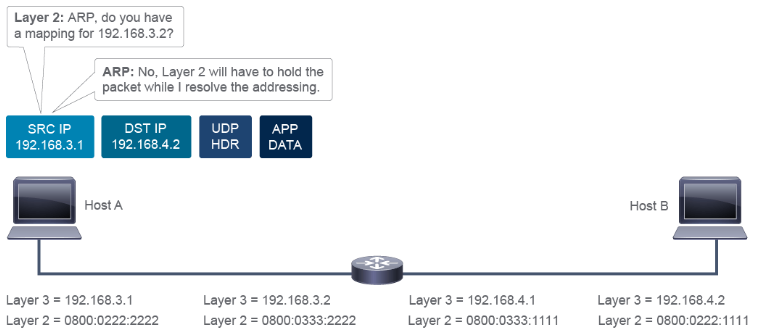 Layer 2: ARP, do you have
a mapping for 192.168.3.2?
ARP: No, Layer 2 will have to hold the
packet while I resolve the addressing.
SRC IP
192.168.3.1
DST IP
192.168.4.2
UDP
HDR
APP
DATA
Host A
Host B
Layer 3 = 192.168.3.1
Layer 2 = 0800:0222:2222
Layer 3 = 192.168.3.2
Layer 2 = 0800:0333:2222
Layer 3 = 192.168.4.1
Layer 2 = 0800:0333:1111
Layer 3 = 192.168.4.2
Layer 2 = 0800:0222:1111